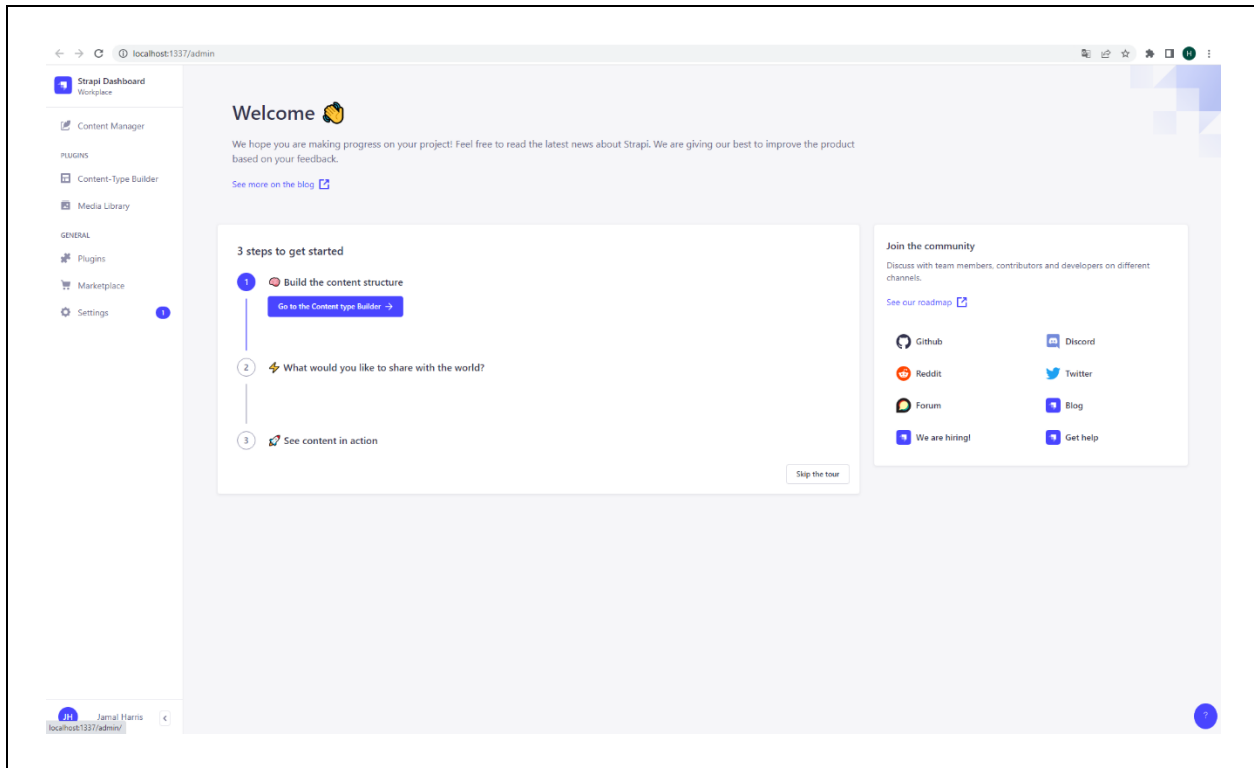 localhost:1337/admin
H
Strapi Dashboard
Workplace
Content Manager
PLUGINS
Content-Type Builder
Media Library
GENERAL
Plugins
Marketplace
Settings
1
Welcome
We hope you are making progress on your project! Feel free to read the latest news about Strapi. We are giving our best to improve the product
based on your feedback.
See more on the blog
3 steps to get started
1
Build the content structure
Go to the Content type Builder →
2
What would you like to share with the world?
3
See content in action
Skip the tour
Join the community
Discuss with team members, contributors and developers on different
channels.
See our roadmap
Github
Discord
Reddit
Twitter
Forum
Blog
We are hiring!
Get help
JH
Jamal Harris
localhost:1337/admin/
?